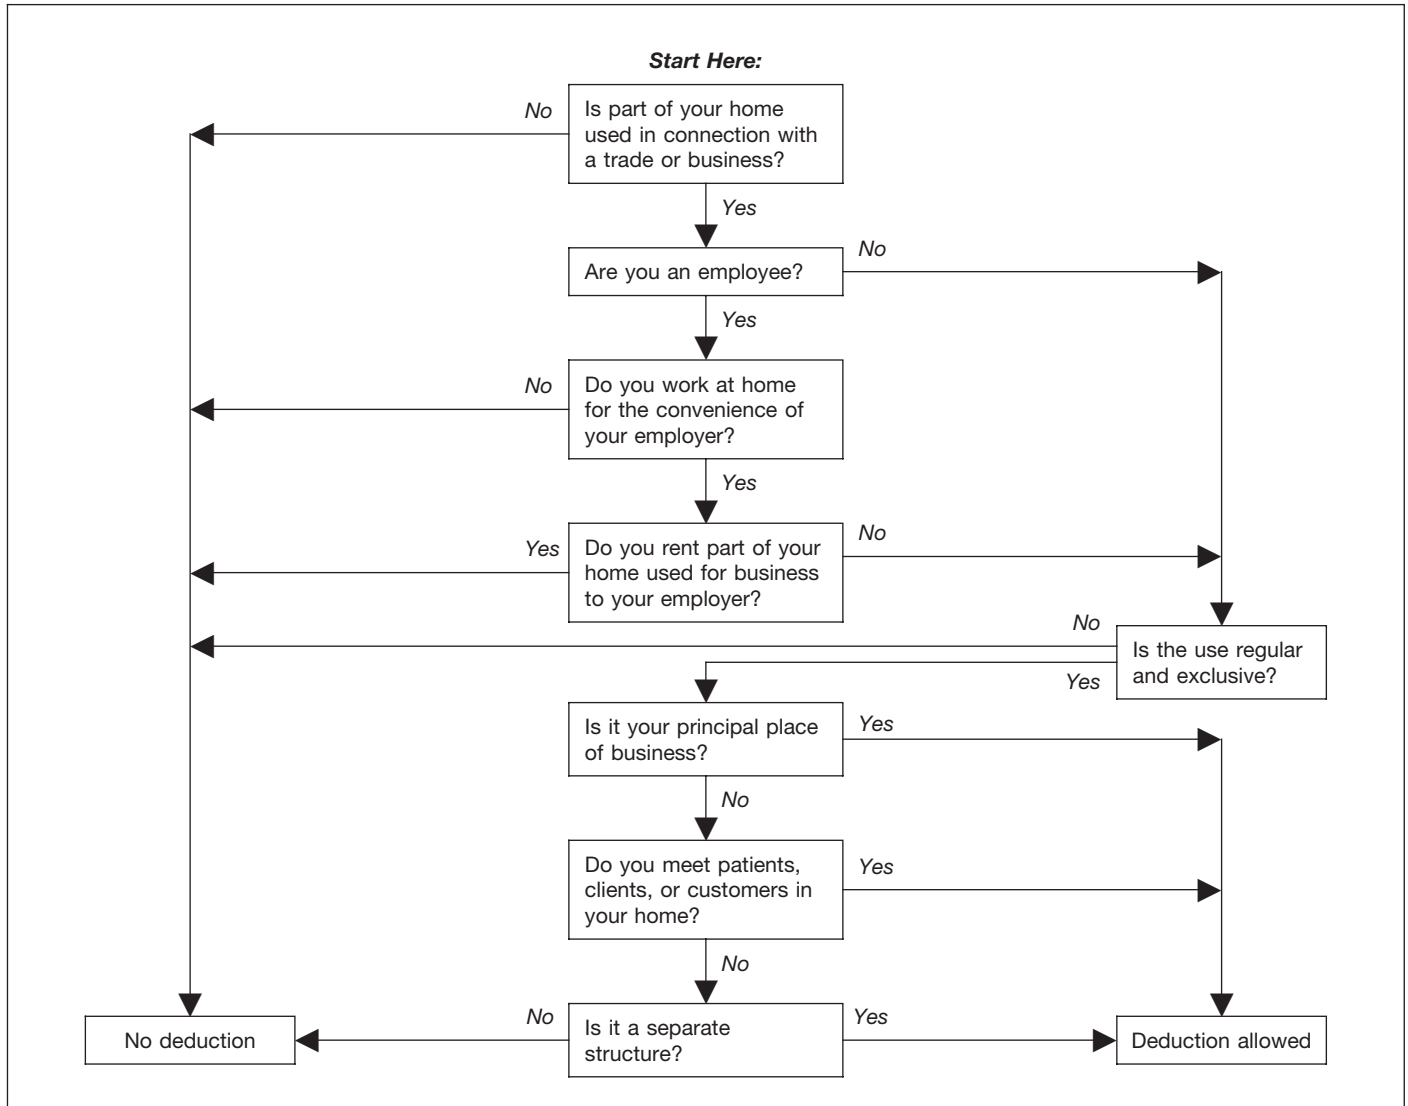 Start Here:
No
Is part of your home
used in connection with
a trade or business?
Yes
Are you an employee?
No
Yes
No
Do you work at home
for the convenience of
your employer?
Yes
Yes
Do you rent part of your
home used for business
to your employer?
No
No
Is the use regular
and exclusive?
Yes
Is it your principal place
of business?
Yes
No
Do you meet patients,
clients, or customers in
your home?
Yes
No
No deduction
No
Is it a separate
structure?
Yes
Deduction allowed